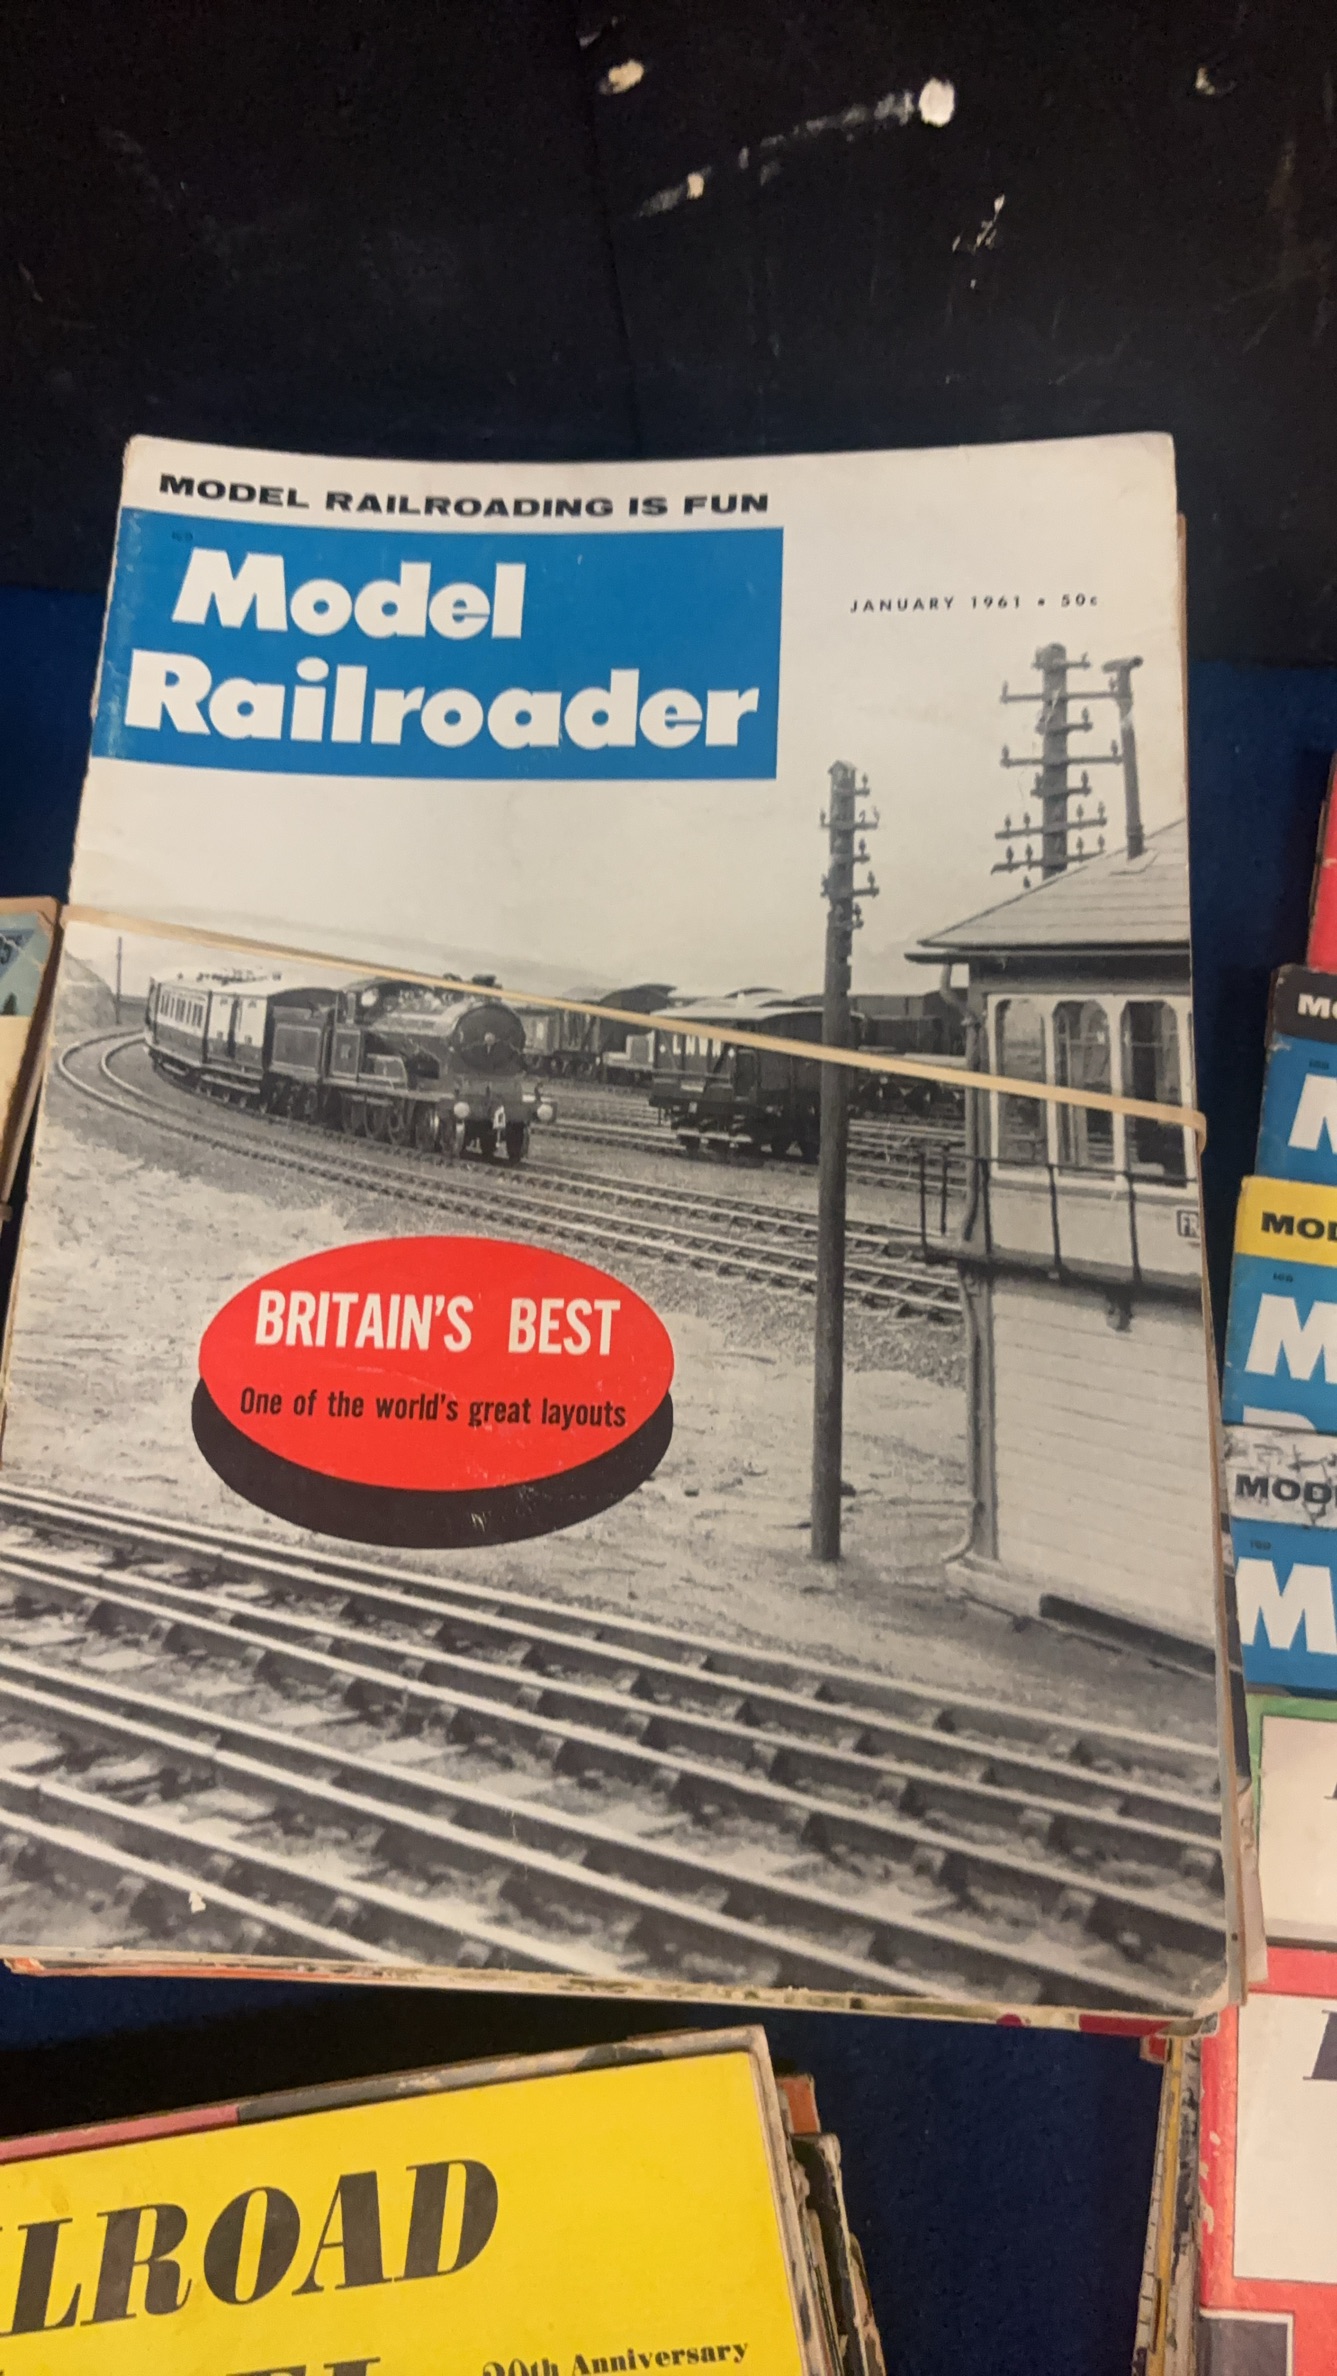 MODEL RAILROADING IS FUN
Model
Railroader
JANUARY 1961 • 50c
BRITAIN'S BEST
One of the world's great layouts
MOD
M
LROAD
20th Anniversary